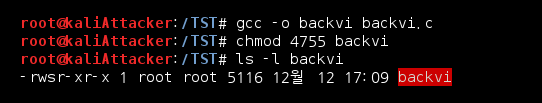 root@kaliAttacker:/TST# gcc -o backvi backvi.c
root@kaliAttacker:/TST# chmod 4755 backvi
root@kaliAttacker:/TST# ls -l backvi
-rwsr-xr-x 1 root root 5116 12월 12 17:09 backvi